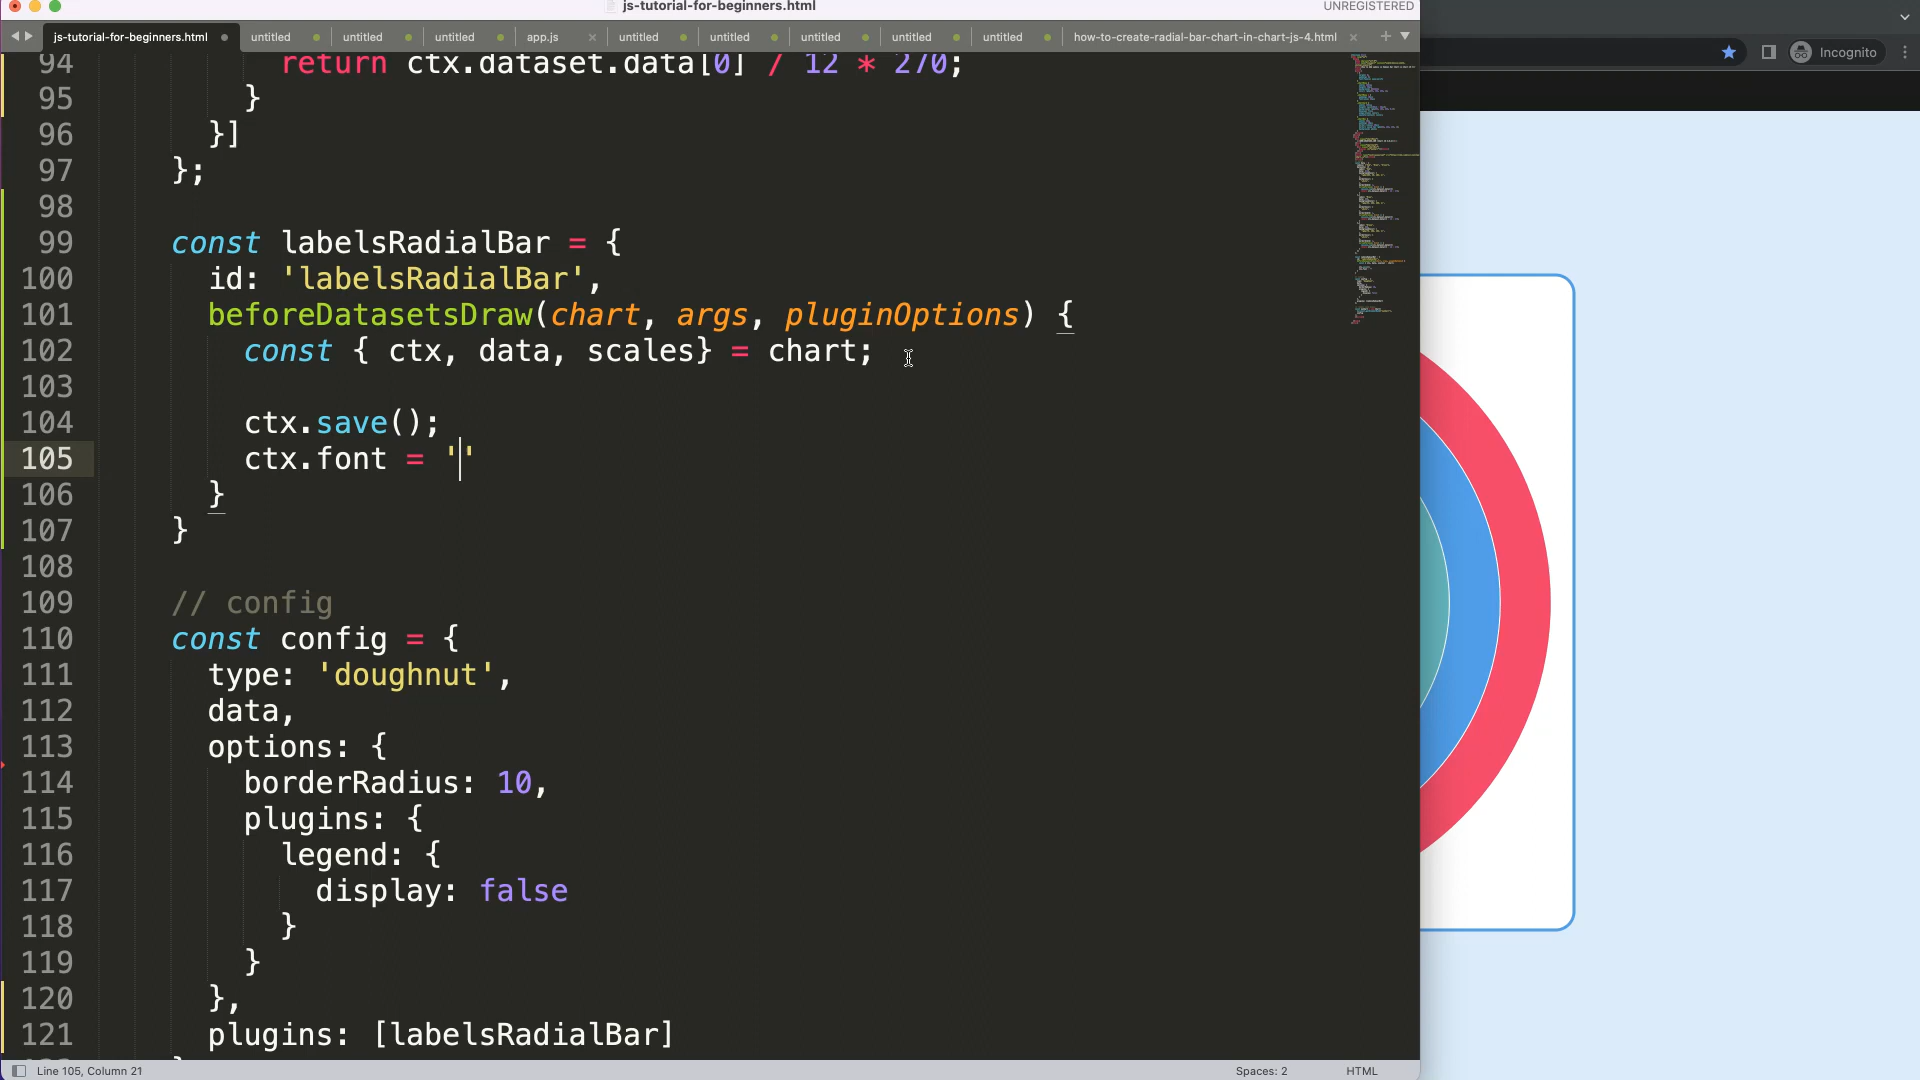 js-tutorial-for-beginners.html
UNREGISTERED
js-tutorial-for-beginners.html untitled untitled untitled app.js untitled untitled untitled untitled untitled how-to-create-radial-bar-chart-in-chart-js-4.html
Incognito
94 return ctx.dataset.data[0] / 12 * 270;
95 }
96 }]
97 };
98
99 const labelsRadialBar = {
100 id: 'labelsRadialBar',
101 beforeDatasetsDraw(chart, args, pluginOptions) {
102 const { ctx, data, scales} = chart;
103
104 ctx.save();
105 ctx.font = ''
106 }
107 }
108
109 // config
110 const config = {
111 type: 'doughnut',
112 data,
113 options: {
114 borderRadius: 10,
115 plugins: {
116 legend: {
117 display: false
118 }
119 }
120 },
121 plugins: [labelsRadialBar]
Line 105, Column 21
Spaces: 2
HTML